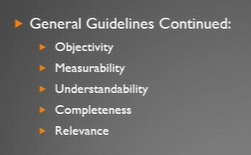 General Guidelines Continued:
Objectivity
Measurability
Understandability
Completeness
Relevance